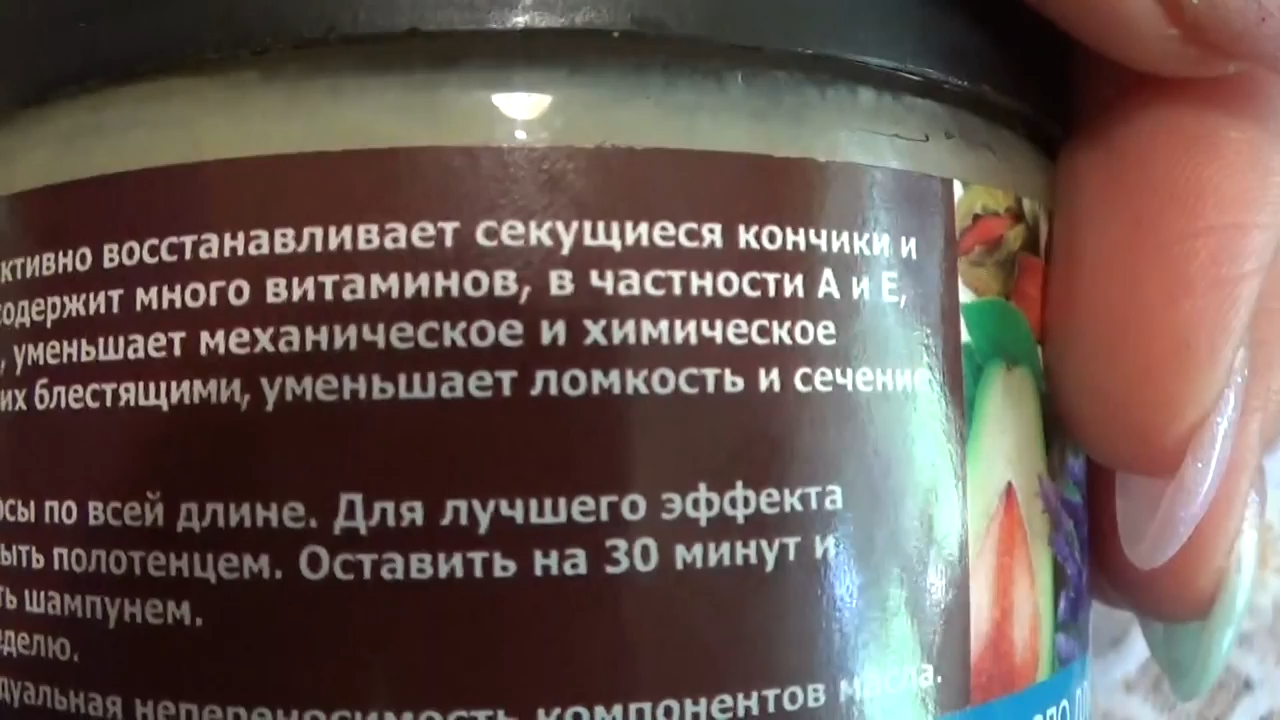 ктивно восстанавливает секущиеся кончики и
содержит много витаминов, в частности А и Е,
, уменьшает механическое и химическое
их блестящими, уменьшает ломкость и сечение
осы по всей длине. Для лучшего эффекта
ыть полотенцем. Оставить на 30 минут и
ть шампунем.
еделю.
дуальная непереносимость компонентов масла.